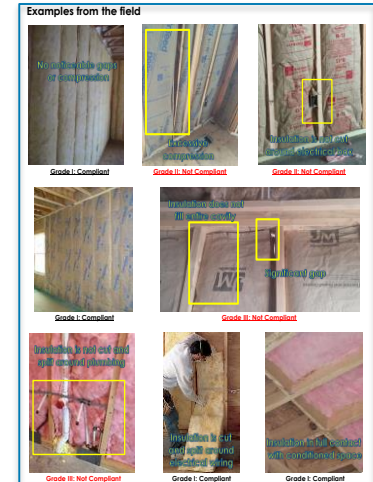 Examples from the field
No noticeable gaps
or compression
Excessive
compression
Insulation is not cut
around electrical box
Grade I: Compliant
Grade II: Not Compliant
Grade II: Not Compliant
Insulation does not
fill entire cavity
Significant gap
JM
Grade I: Compliant
Grade III: Not Compliant
Insulation is not cut and
split around plumbing
Insulation is cut
and split around
electrical wiring
Insulation is full contact
with conditioned space
Grade III: Not Compliant
Grade I: Compliant
Grade I: Compliant